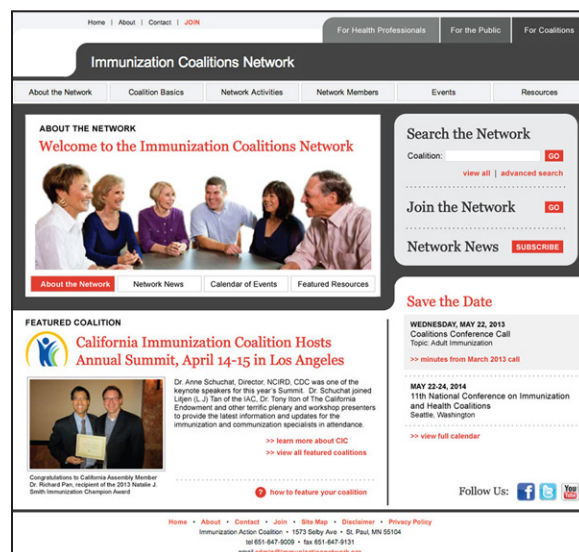 Home | About | Contact | JOIN
For Health Professionals
For the Public
For Coalitions
Immunization Coalitions Network
About the Network
Coalition Basics
Network Activities
Network Members
Events
Resources
ABOUT THE NETWORK
Welcome to the Immunization Coalitions Network
About the Network
Network News
Calendar of Events
Featured Resources
Search the Network
Coalition:
GO
view all | advanced search
Join the Network
GO
Network News
SUBSCRIBE
FEATURED COALITION
California Immunization Coalition Hosts
Annual Summit, April 14-15 in Los Angeles
Dr. Anne Schuchat, Director, NCIRD, CDC was one of the
keynote speakers for this year's Summit. Dr. Schuchat joined
Litjen (L.J) Tan of the IAC, Dr. Tony Iton of The California
Endowment and other terrific plenary and workshop presenters
to provide the latest information and updates for the
immunization and communication specialists in attendance.
>> learn more about CIC
>> view all featured coalitions
Congratulations to California Assembly Member
Dr. Richard Pan, recipient of the 2013 Natalie J.
Smith Immunization Champion Award
? how to feature your coalition
Save the Date
WEDNESDAY, MAY 22, 2013
Coalitions Conference Call
Topic: Adult Immunization
>> minutes from March 2013 call
MAY 22-24, 2014
11th National Conference on Immunization
and Health Coalitions
Seattle, Washington
>> view full calendar
Follow Us:
f
You
Home • About • Contact • Join • Site Map • Disclaimer • Privacy Policy
Immunization Action Coalition • 1573 Selby Ave • St. Paul, MN 55104
tel 651-647-9009 • fax 651-647-9131